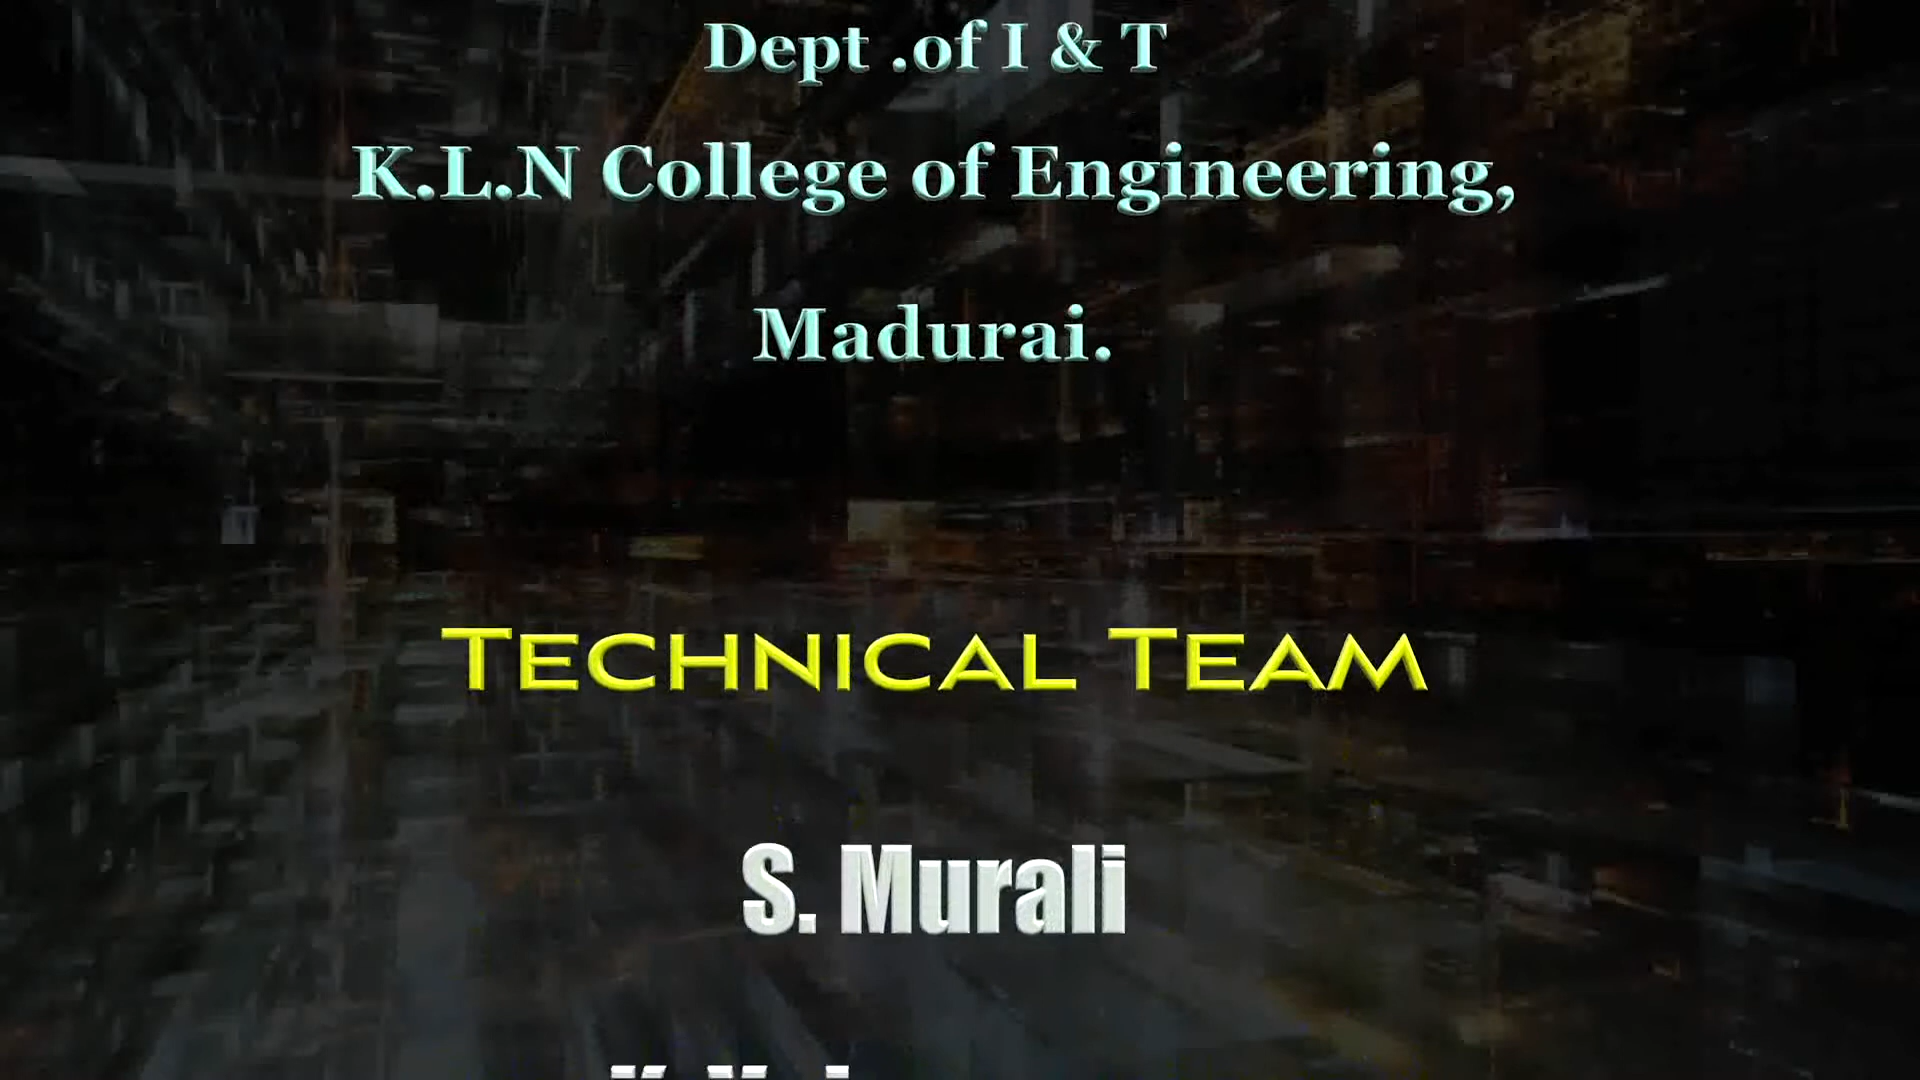 Dept .of I & T
K.L.N College of Engineering,
Madurai.
TECHNICAL TEAM
S. Murali